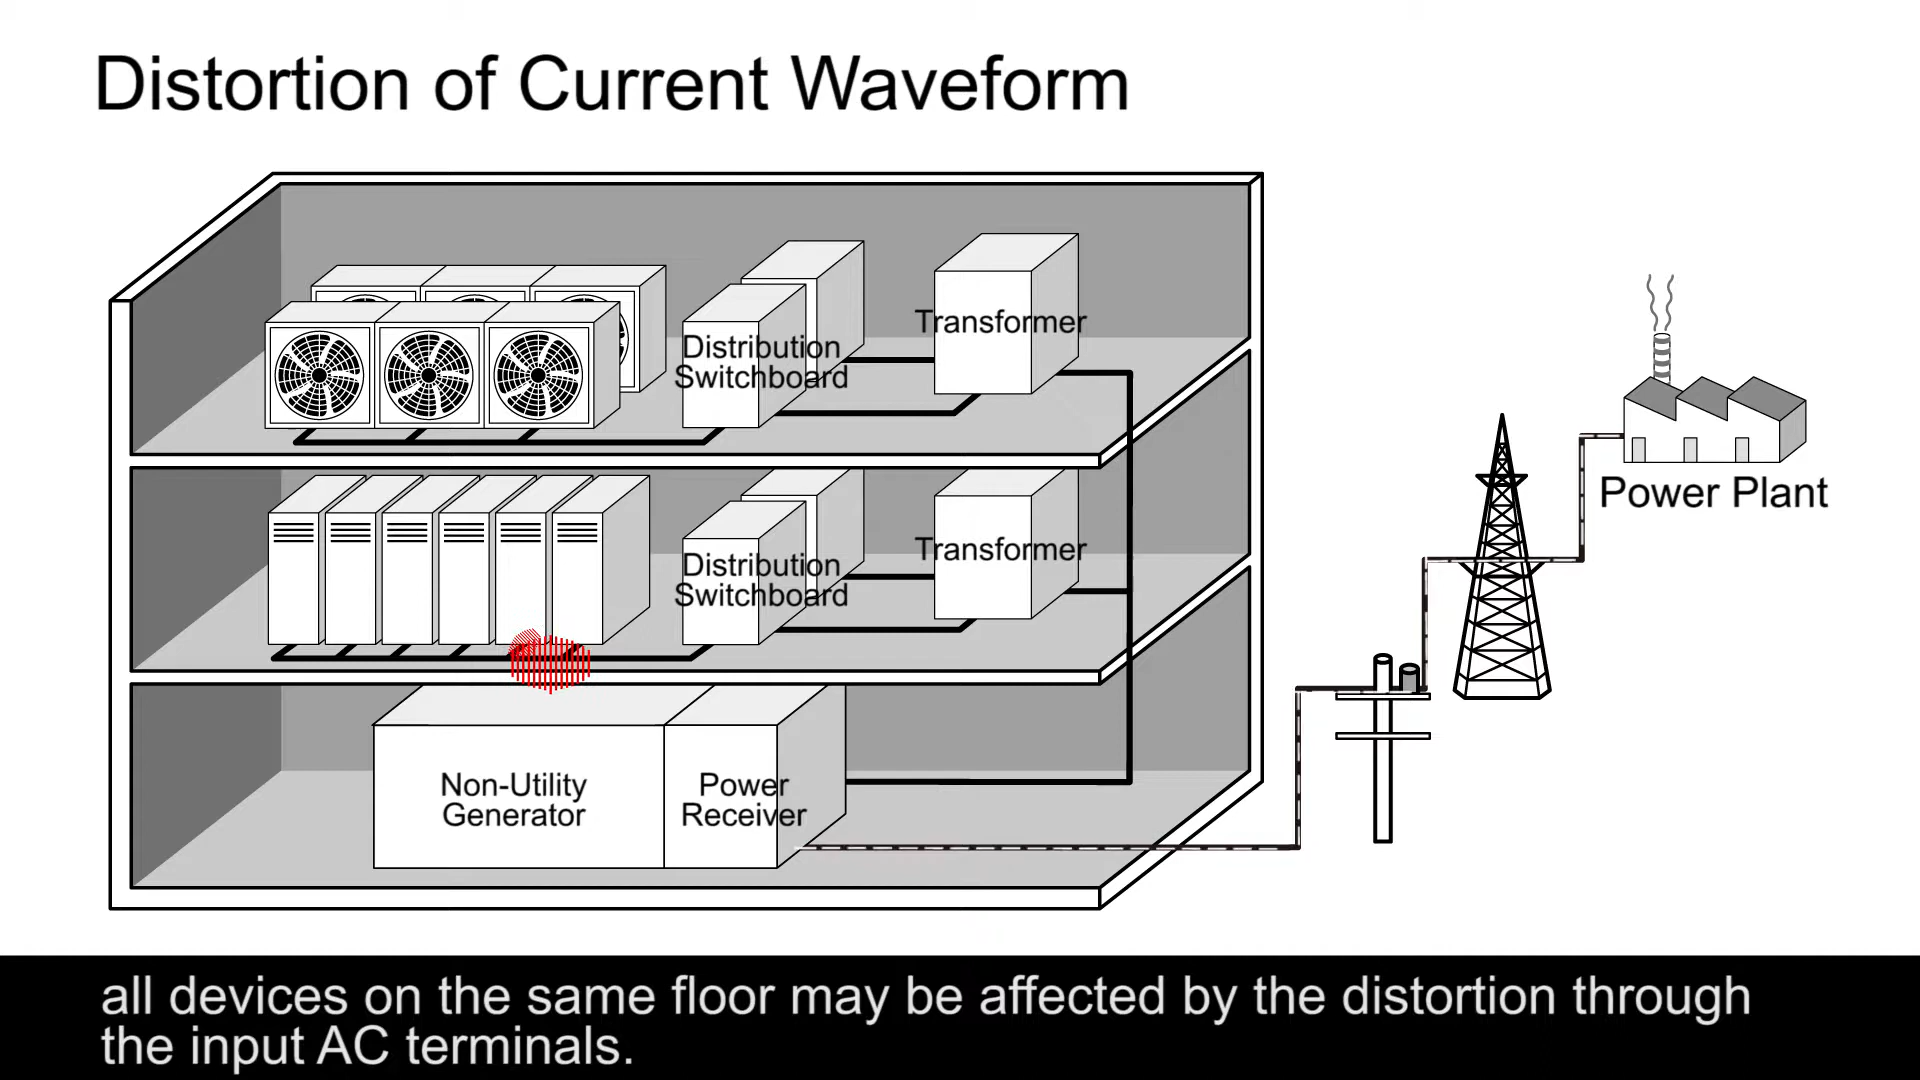 Distortion of Current Waveform
Distribution
Switchboard
Transformer
Distribution
Switchboard
Transformer
Power Plant
Non-Utility
Generator
Power
Receiver
all devices on the same floor may be affected by the distortion through
the input AC terminals.